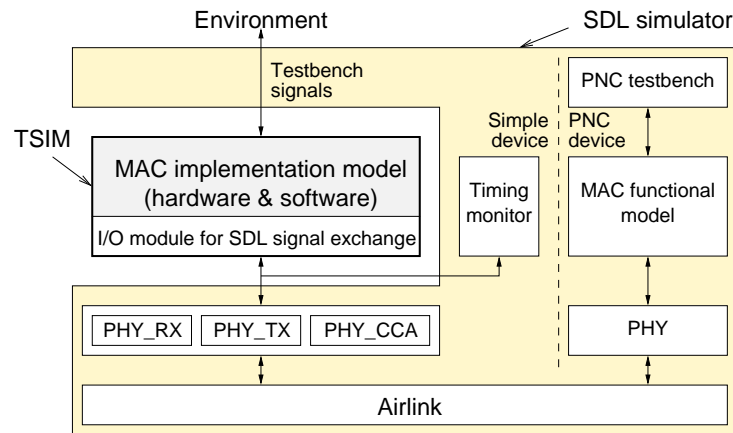 Environment
SDL simulator
Testbench
signals
PNC testbench
TSIM
Simple
device
PNC
device
MAC implementation model
(hardware & software)
I/O module for SDL signal exchange
Timing
monitor
MAC functional
model
PHY_RX
PHY_TX
PHY_CCA
PHY
Airlink